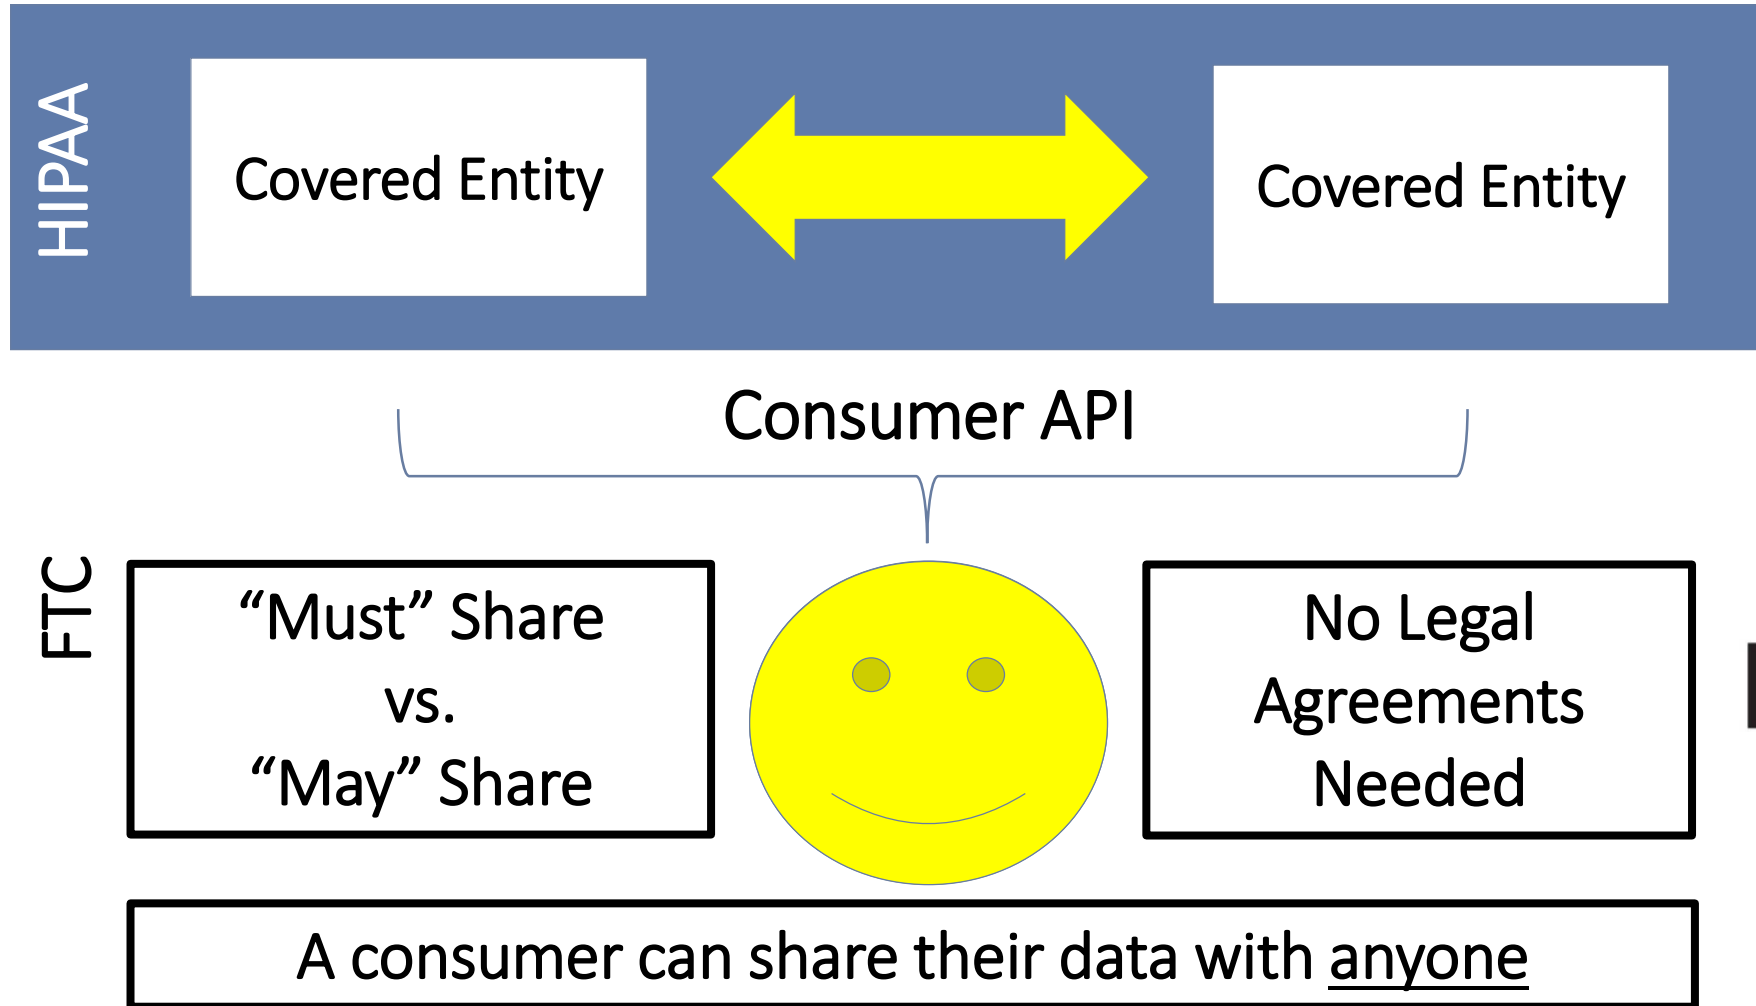 HIPAA
Covered Entity
Covered Entity
Consumer API
FTC
“Must” Share
vs.
“May” Share
No Legal
Agreements
Needed
A consumer can share their data with anyone